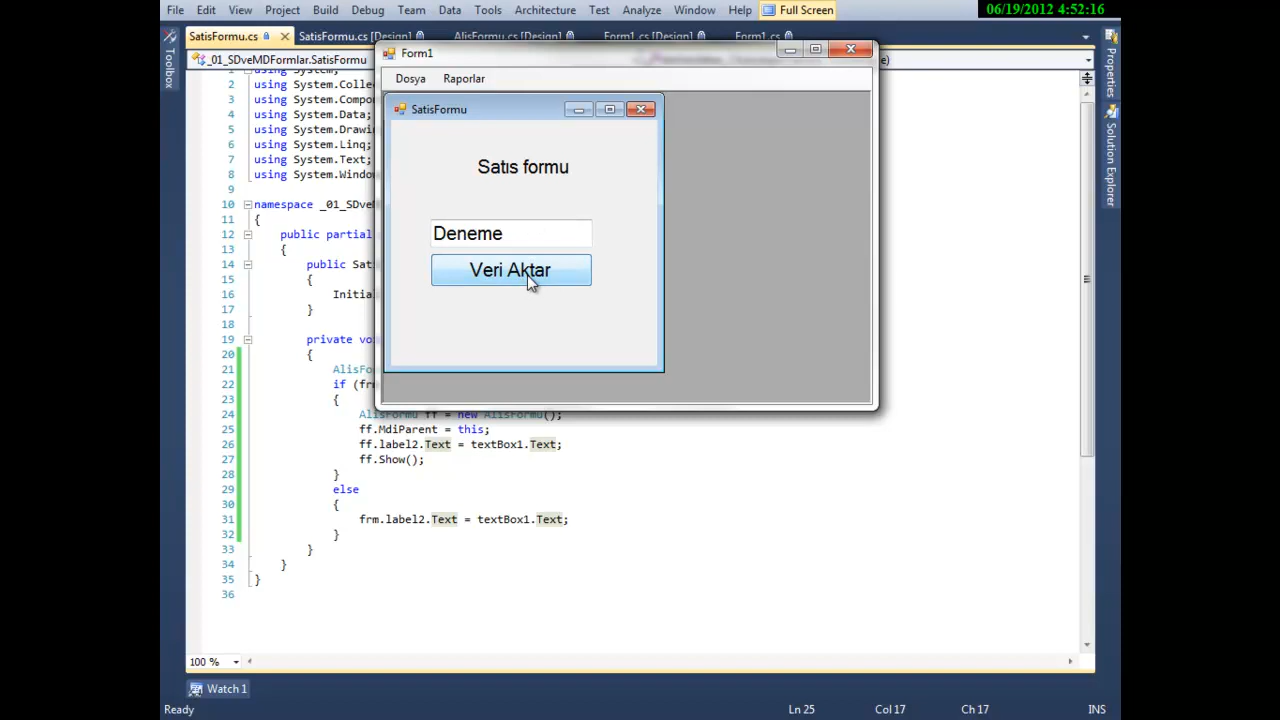 File Edit View Project Build Debug Team Data Tools Architecture Test Analyze Window Help Full Screen
06/19/2012 4:52:16
SatisFormu.cs SatisFormu.cs [Design] AlisFormu.cs [Design] Form1.cs [Design] Form1.cs
_01_SDveMDFormlar.SatisFormu
Toolbox
Properties
Solution Explorer
Form1
Dosya Raporlar
SatisFormu
Satıs formu
Deneme
Veri Aktar
1 using System;
2 using System.Colle
3 using System.Compo
4 using System.Data;
5 using System.Drawi
6 using System.Linq;
7 using System.Text;
8 using System.Windo
9
10 namespace _01_SDveM
11 {
12 public partial
13 {
14 public Sat
15 {
16 Initial
17 }
18
19 private vo
20 {
21 AlisFo
22 if (fr
23 {
24 AlisFormu ff = new AlisFormu();
25 ff.MdiParent = this;
26 ff.label2.Text = textBox1.Text;
27 ff.Show();
28 }
29 else
30 {
31 frm.label2.Text = textBox1.Text;
32 }
33 }
34 }
35 }
36
100 %
Watch 1
Ready Ln 25 Col 17 Ch 17 INS